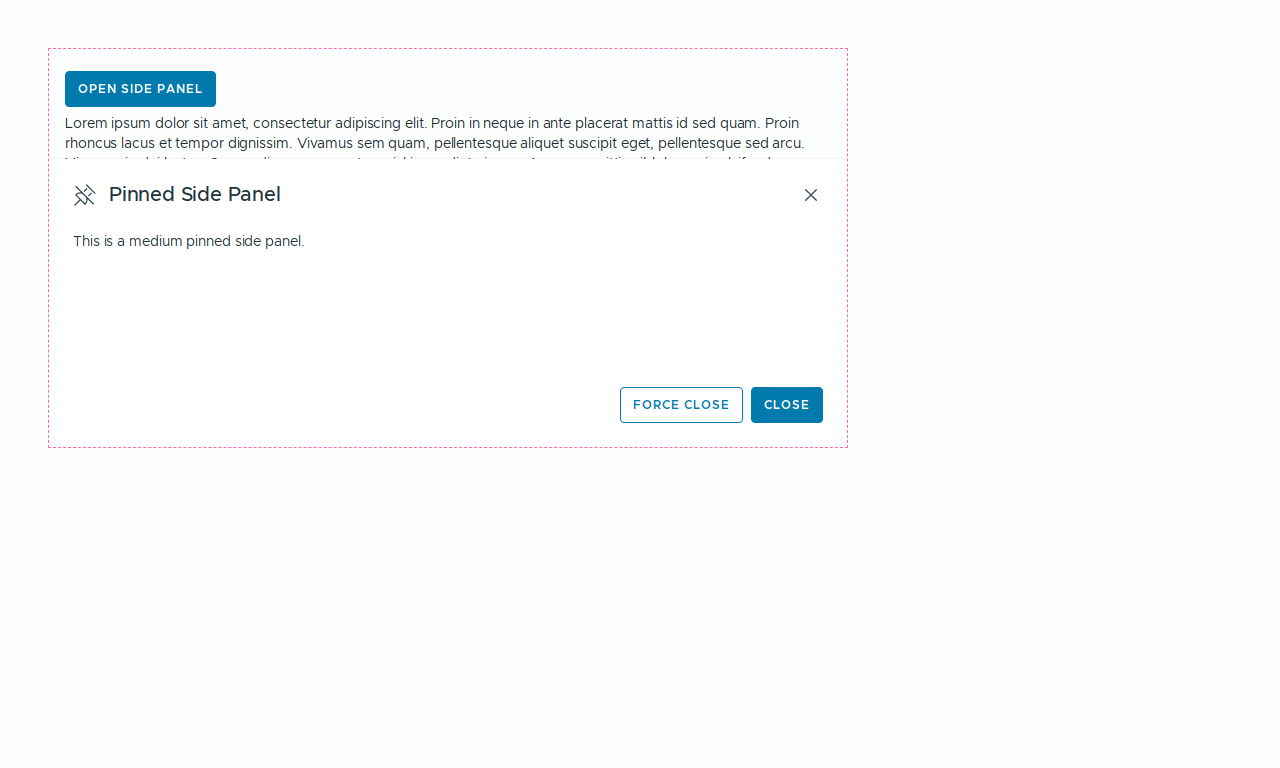 OPEN SIDE PANEL
Lorem ipsum dolor sit amet, consectetur adipiscing elit. Proin in neque in ante placerat mattis id sed quam. Proin
rhoncus lacus et tempor dignissim. Vivamus sem quam, pellentesque aliquet suscipit eget, pellentesque sed arcu.
Pinned Side Panel
This is a medium pinned side panel.
FORCE CLOSE
CLOSE